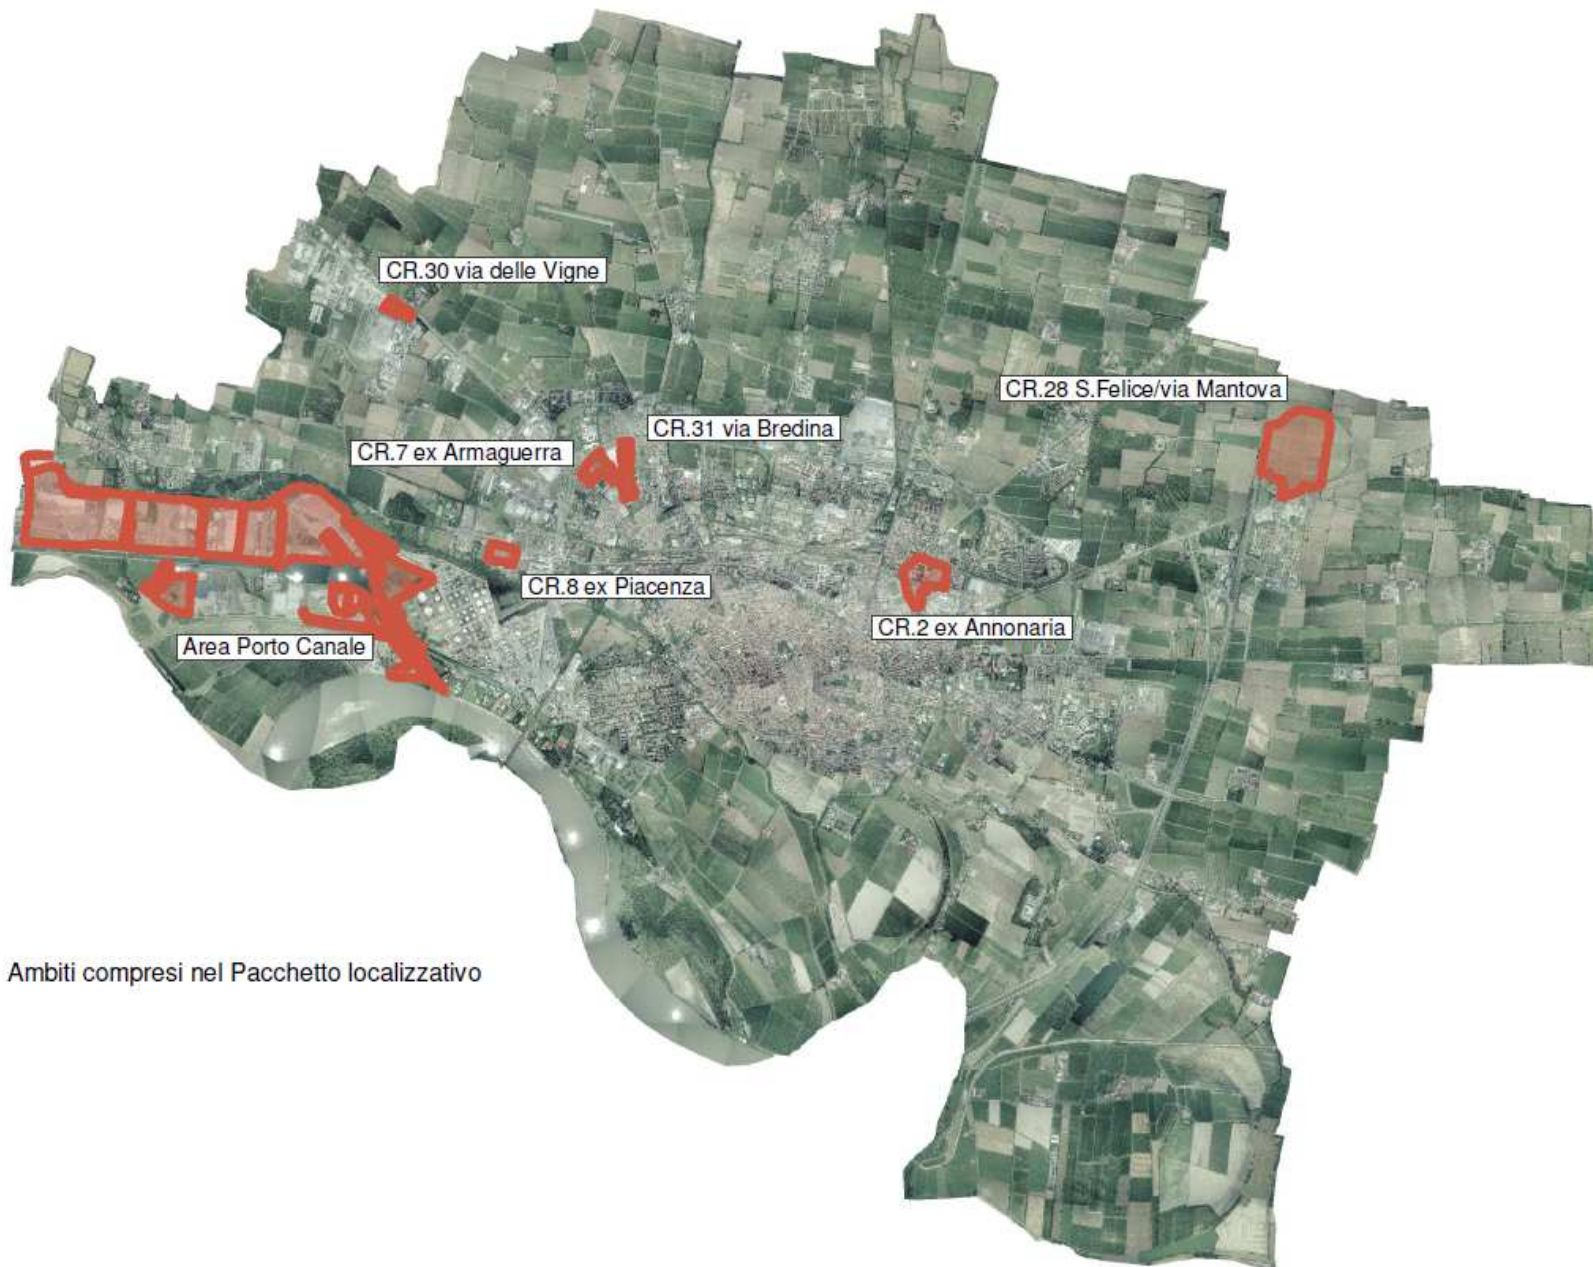 CR.30 via delle Vigne
CR.28 S.Felice/via Mantova
CR.31 via Bredina
CR.7 ex Armaguerra
CR.8 ex Piacenza
CR.2 ex Annonaria
Area Porto Canale
Ambiti compresi nel Pacchetto localizzativo